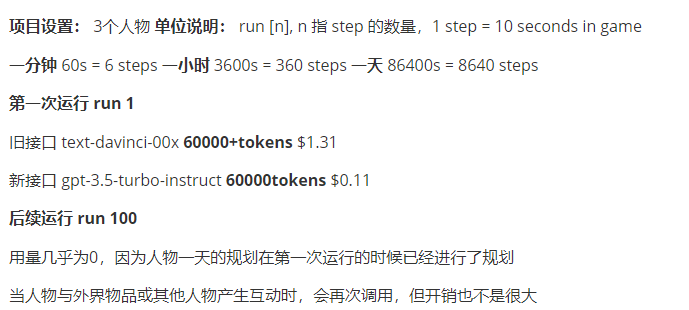 项目设置： 3个人物 单位说明： run [n], n 指 step 的数量，1 step = 10 seconds in game
一分钟 60s = 6 steps 一小时 3600s = 360 steps 一天 86400s = 8640 steps
第一次运行 run 1
旧接口 text-davinci-00x 60000+tokens $1.31
新接口 gpt-3.5-turbo-instruct 60000tokens $0.11
后续运行 run 100
用量几乎为0，因为人物一天的规划在第一次运行的时候已经进行了规划
当人物与外界物品或其他人物产生互动时，会再次调用，但开销也不是很大